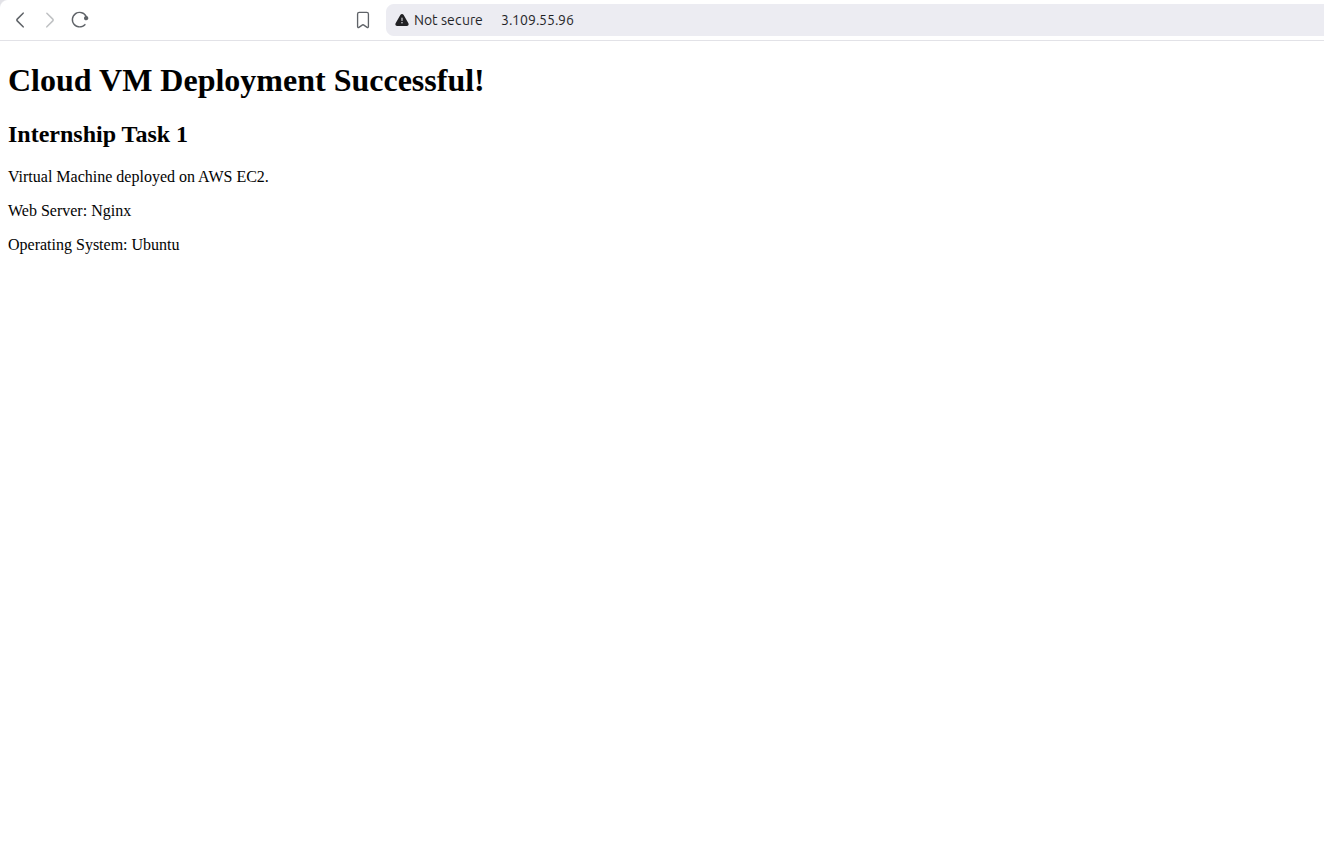 Not secure 3.109.55.96
Cloud VM Deployment Successful!
Internship Task 1
Virtual Machine deployed on AWS EC2.
Web Server: Nginx
Operating System: Ubuntu